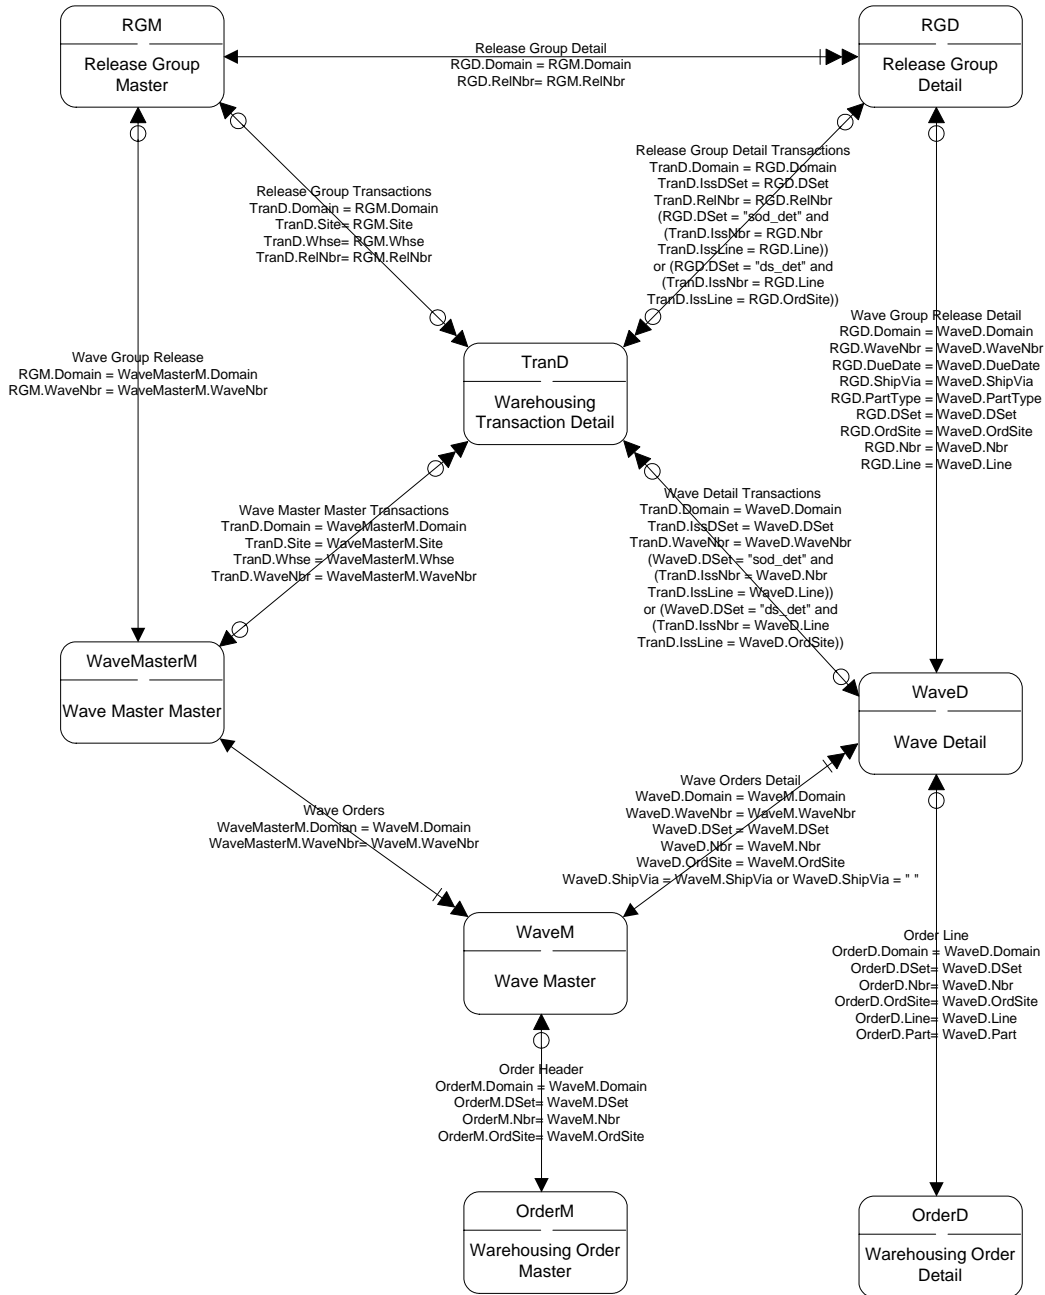 RGM
Release Group
Master
RGD
Release Group
Detail
Release Group Detail
RGD.Domain = RGM.Domain
RGD.RelNbr= RGM.RelNbr
Release Group Transactions
TranD.Domain = RGM.Domain
TranD.Site= RGM.Site
TranD.Whse= RGM.Whse
TranD.RelNbr= RGM.RelNbr
Release Group Detail Transactions
TranD.Domain = RGD.Domain
TranD.IssDSet = RGD.DSet
TranD.RelNbr = RGD.RelNbr
(RGD.DSet = "sod_det" and
(TranD.IssNbr = RGD.Nbr
TranD.IssLine = RGD.Line))
or (RGD.DSet = "ds_det" and
(TranD.IssNbr = RGD.Line
TranD.IssLine = RGD.OrdSite))
Wave Group Release
RGM.Domain = WaveMasterM.Domain
RGM.WaveNbr = WaveMasterM.WaveNbr
TranD
Warehousing
Transaction Detail
Wave Group Release Detail
RGD.Domain = WaveD.Domain
RGD.WaveNbr = WaveD.WaveNbr
RGD.DueDate = WaveD.DueDate
RGD.ShipVia = WaveD.ShipVia
RGD.PartType = WaveD.PartType
RGD.DSet = WaveD.DSet
RGD.OrdSite = WaveD.OrdSite
RGD.Nbr = WaveD.Nbr
RGD.Line = WaveD.Line
Wave Master Master Transactions
TranD.Domain = WaveMasterM.Domain
TranD.Site = WaveMasterM.Site
TranD.Whse = WaveMasterM.Whse
TranD.WaveNbr = WaveMasterM.WaveNbr
Wave Detail Transactions
TranD.Domain = WaveD.Domain
TranD.IssDSet = WaveD.DSet
TranD.WaveNbr = WaveD.WaveNbr
(WaveD.DSet = "sod_det" and
(TranD.IssNbr = WaveD.Nbr
TranD.IssLine = WaveD.Line))
or (WaveD.DSet = "ds_det" and
(TranD.IssNbr = WaveD.Line
TranD.IssLine = WaveD.OrdSite))
WaveMasterM
Wave Master Master
WaveD
Wave Detail
Wave Orders
WaveMasterM.Domian = WaveM.Domain
WaveMasterM.WaveNbr= WaveM.WaveNbr
Wave Orders Detail
WaveD.Domain = WaveM.Domain
WaveD.WaveNbr = WaveM.WaveNbr
WaveD.DSet = WaveM.DSet
WaveD.Nbr = WaveM.Nbr
WaveD.OrdSite = WaveM.OrdSite
WaveD.ShipVia = WaveM.ShipVia or WaveD.ShipVia = " "
WaveM
Wave Master
Order Line
OrderD.Domain = WaveD.Domain
OrderD.DSet= WaveD.DSet
OrderD.Nbr= WaveD.Nbr
OrderD.OrdSite= WaveD.OrdSite
OrderD.Line= WaveD.Line
OrderD.Part= WaveD.Part
Order Header
OrderM.Domain = WaveM.Domain
OrderM.DSet= WaveM.DSet
OrderM.Nbr= WaveM.Nbr
OrderM.OrdSite= WaveM.OrdSite
OrderM
Warehousing Order
Master
OrderD
Warehousing Order
Detail